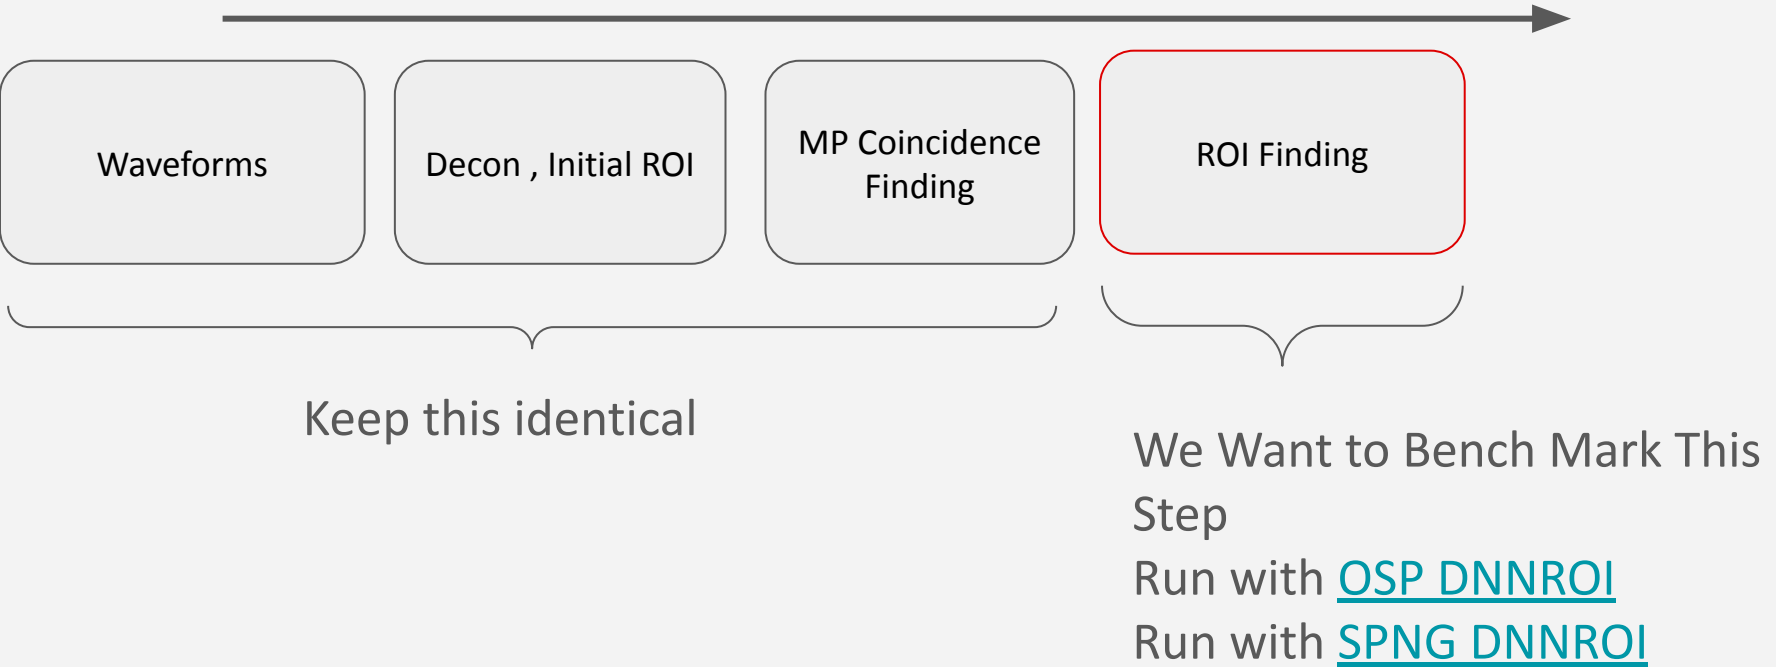 Waveforms
Decon , Initial ROI
MP Coincidence
Finding
ROI Finding
Keep this identical
We Want to Bench Mark This
Step
Run with OSP DNNROI
Run with SPNG DNNROI